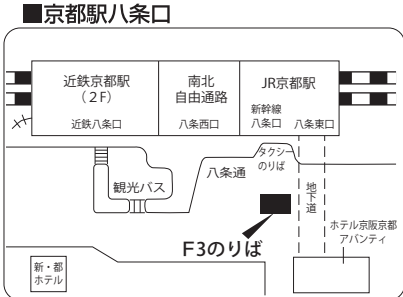 ■京都駅八条口
近鉄京都駅
（2F）
近鉄八条口
南北
自由通路
八条西口
JR京都駅
新幹線
八条口
八条東口
タクシー
のりば
八条通
観光バス
地下道
F3のりば
ホテル京阪京都
アバンティ
新・都
ホテル